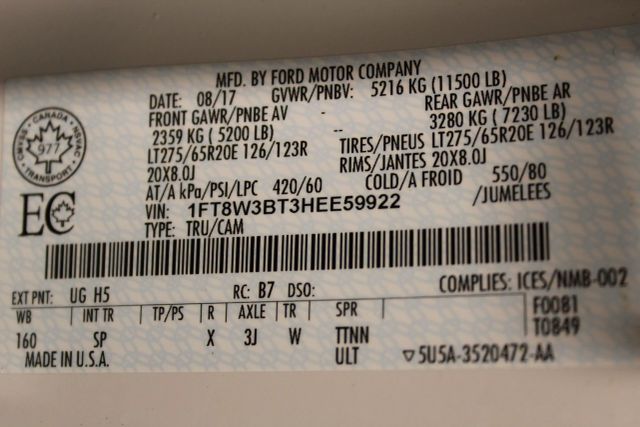 MFD. BY FORD MOTOR COMPANY
DATE: 08/17 GVWR/PNBV: 5216 KG (11500 LB)
FRONT GAWR/PNBE AV - REAR GAWR/PNBE AR
2359 KG ( 5200 LB) -- 3280 KG ( 7230 LB)
LT275/65R20E 126/123R TIRES/PNEUS LT275/65R20E 126/123R
20X8.0J RIMS/JANTES 20X8.0J
AT/A kPa/PSI/LPC 420/60 COLD/A FROID 550/80
/JUMELEES
VIN: 1FT8W3BT3HEE59922
TYPE: TRU/CAM
CANADA
977
TRANSPORT
EC
COMPLIES: ICES/NMB-002
EXT PNT: UG H5 RC: B7 DSO:
WB INT TR TP/PS R AXLE TR SPR F0081
160 SP X 3J W TTNN T0849
MADE IN U.S.A. ULT ▽5U5A-3520472-AA